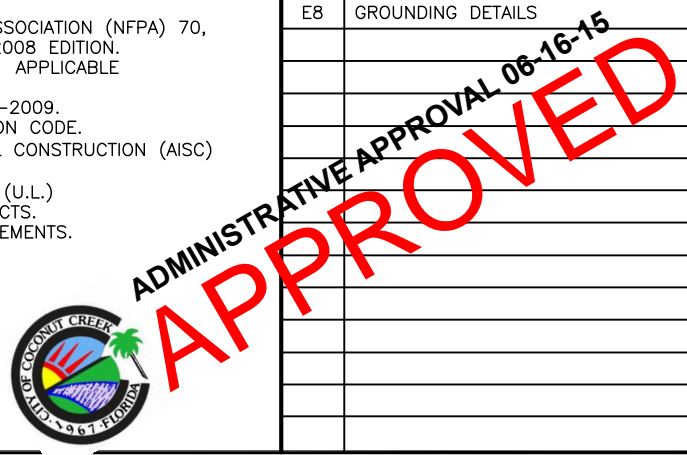 SSOCIATION (NFPA) 70,
2008 EDITION.
APPLICABLE
-2009.
ON CODE.
CONSTRUCTION (AISC)
(U.L.)
CTS.
EMENTS.
E8 GROUNDING DETAILS
ADMINISTRATIVE APPROVAL 06-16-15
APPROVED
CITY OF COCONUT CREEK
·1967·FLORIDA